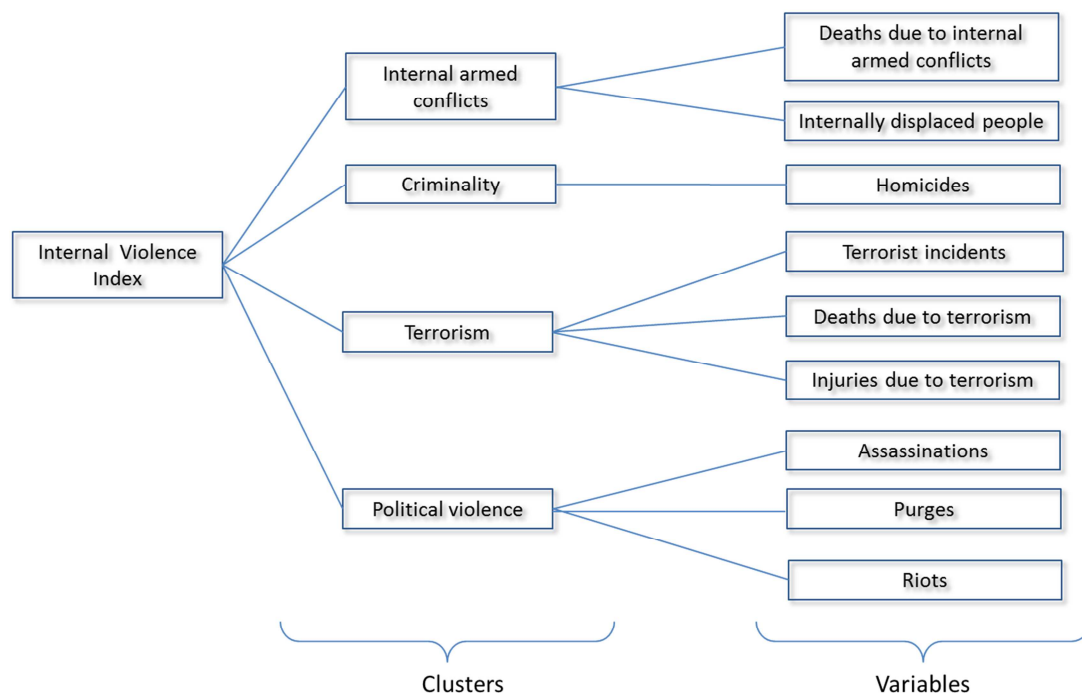 Deaths due to internal
armed conflicts
Internal armed
conflicts
Internally displaced people
Criminality
Homicides
Internal Violence
Index
Terrorist incidents
Terrorism
Deaths due to terrorism
Injuries due to terrorism
Assassinations
Political violence
Purges
Riots
Clusters
Variables